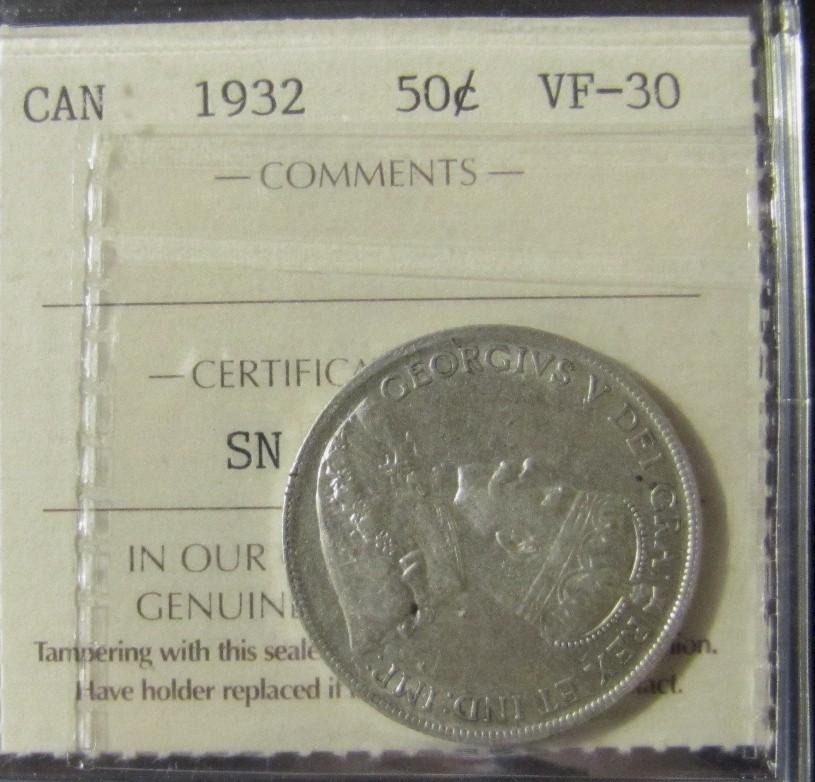 CAN 1932 50¢ VF-30
— COMMENTS —
— CERTIFICA
SN
IN OUR
GENUINE
Tampering with this seale
Have holder replaced if
tact.
GEORGIVS V DEI GRA: REX ET IND: IMP: